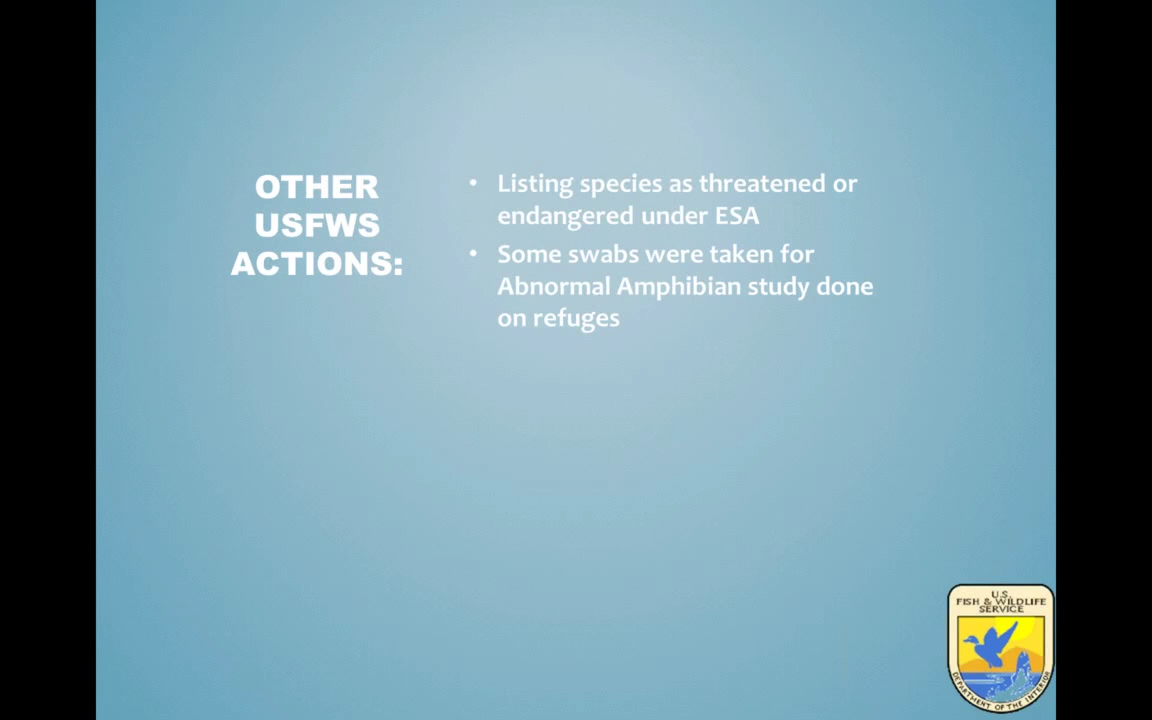 OTHER
USFWS
ACTIONS:
• Listing species as threatened or
endangered under ESA
• Some swabs were taken for
Abnormal Amphibian study done
on refuges
U.S.
FISH & WILDLIFE
SERVICE
DEPARTMENT OF THE INTERIOR